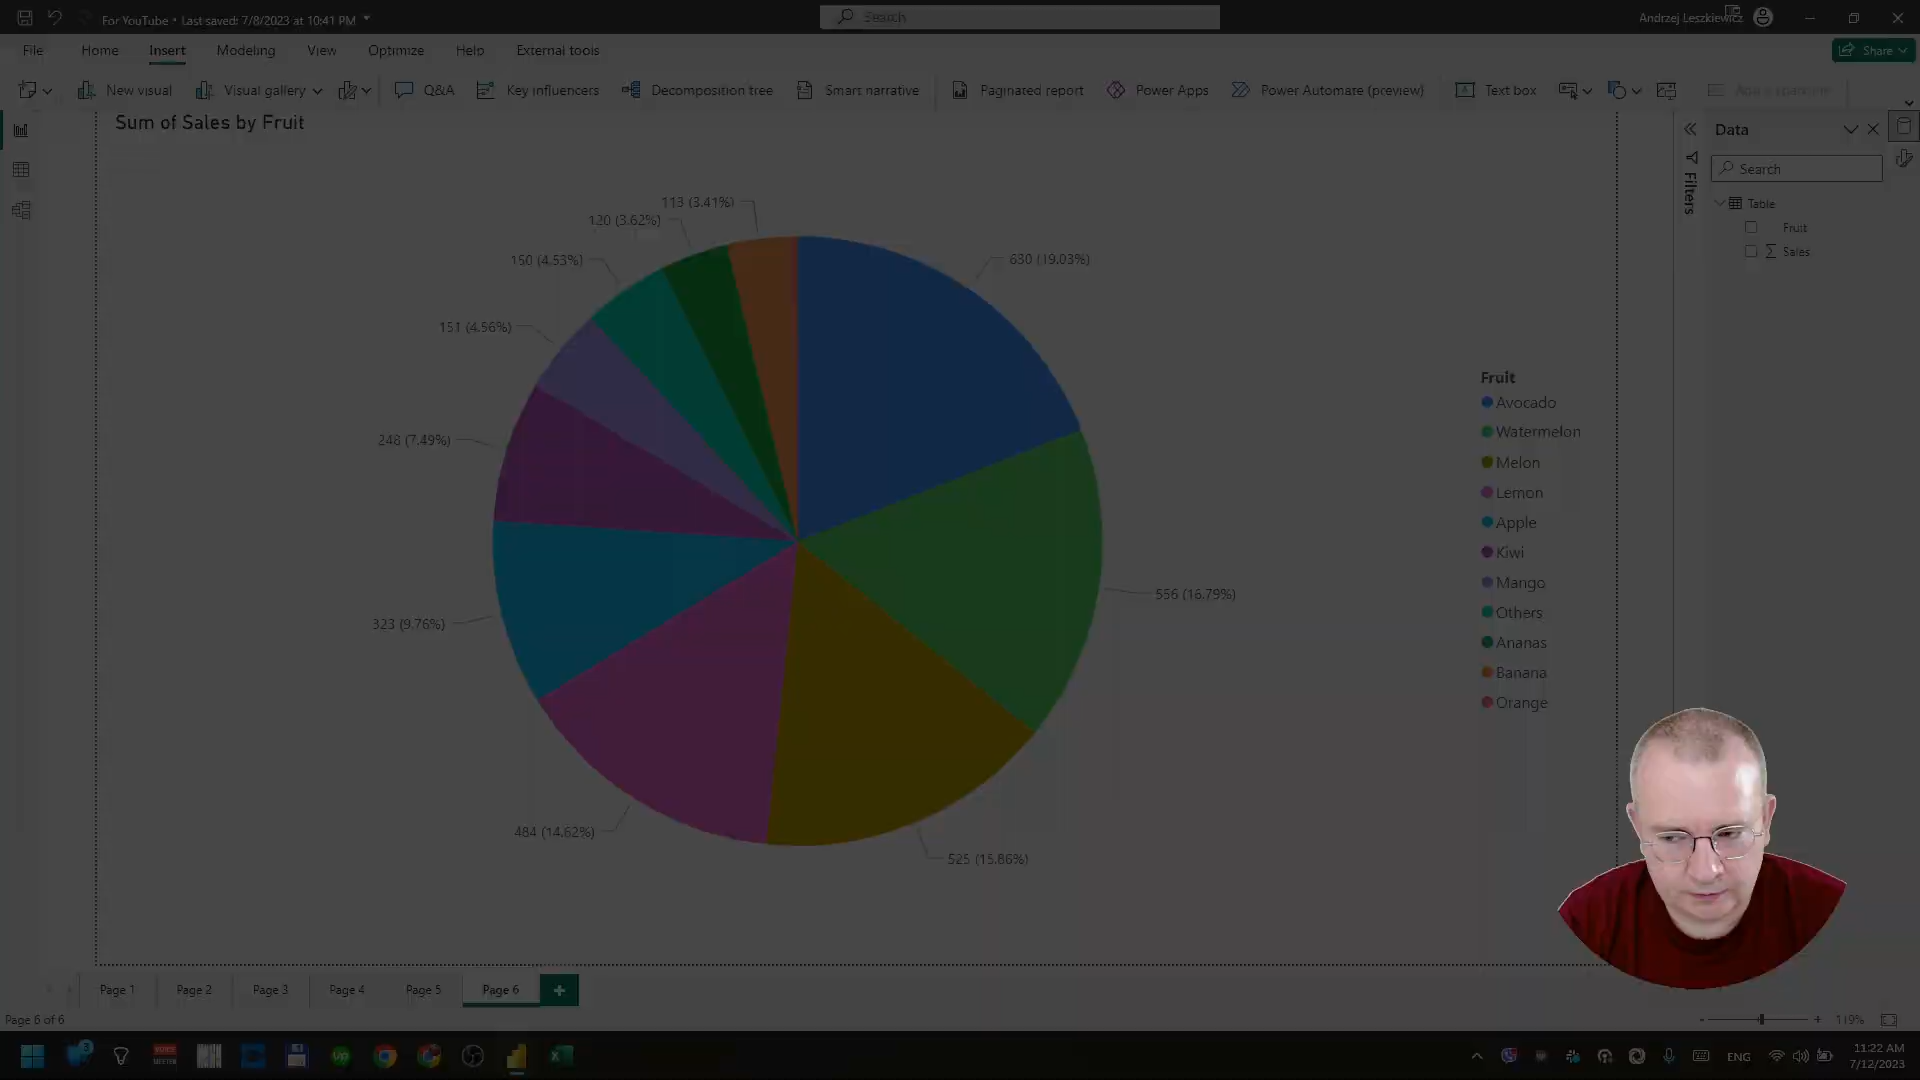 For YouTube • Last saved: 7/8/2023 at 10:41 PM
Search
Andrzej Leszkiewicz
File Home Insert Modeling View Optimize Help External tools
Share
New visual Visual gallery Q&A Key influencers Decomposition tree Smart narrative Paginated report Power Apps Power Automate (preview) Text box Add a sparkline
Sum of Sales by Fruit
Data
Search
Filters
Table
Fruit
Sales
113 (3.41%)
120 (3.62%)
150 (4.53%)
630 (19.03%)
151 (4.56%)
248 (7.49%)
556 (16.79%)
323 (9.76%)
484 (14.62%)
525 (15.86%)
Fruit
Avocado
Watermelon
Melon
Lemon
Apple
Kiwi
Mango
Others
Ananas
Banana
Orange
Page 1 Page 2 Page 3 Page 4 Page 5 Page 6 +
Page 6 of 6
- + 119%
3
up
ENG
11:22 AM
7/12/2023